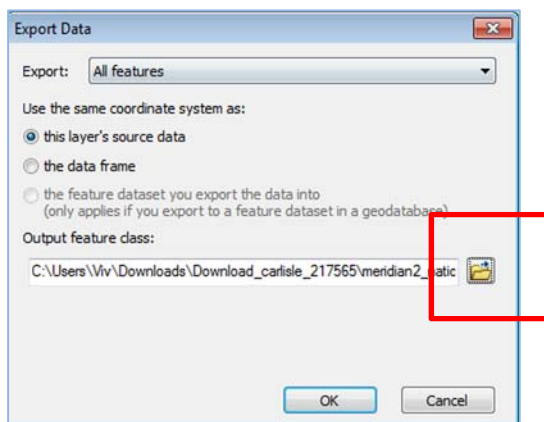 Export Data
Export: All features
Use the same coordinate system as:
this layer's source data
the data frame
the feature dataset you export the data into
(only applies if you export to a feature dataset in a geodatabase)
Output feature class:
C:\Users\Viv\Downloads\Download_carlisle_217565\meridian2_natic
OK Cancel